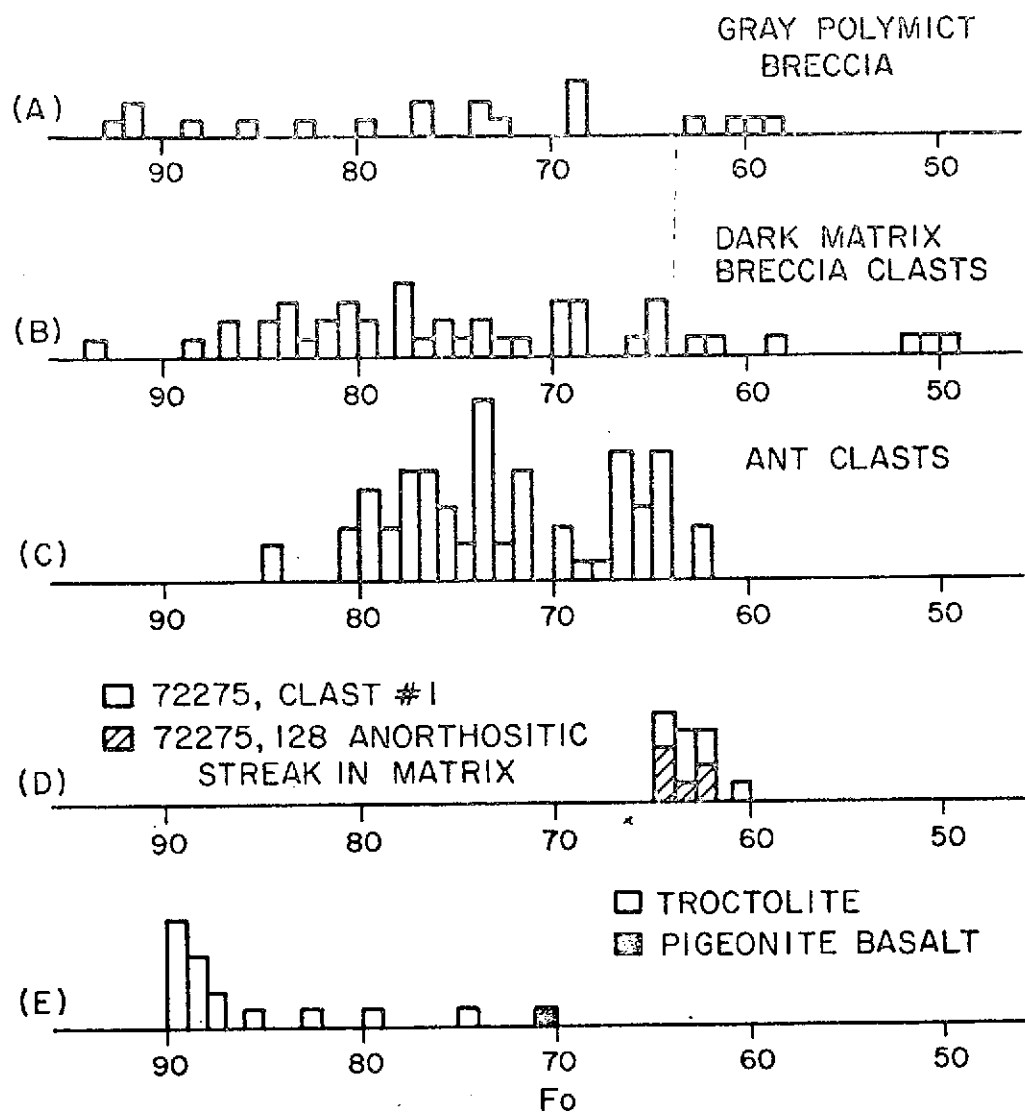 GRAY POLYMICT
BRECCIA
(A)
90 80 70 60 50
DARK MATRIX
BRECCIA CLASTS
(B)
90 80 70 60 50
ANT CLASTS
(C)
90 80 70 60 50
72275, CLAST #1
72275,128 ANORTHOSITIC
STREAK IN MATRIX
(D)
90 80 70 60 50
TROCTOLITE
PIGEONITE BASALT
(E)
90 80 70 60 50
Fo